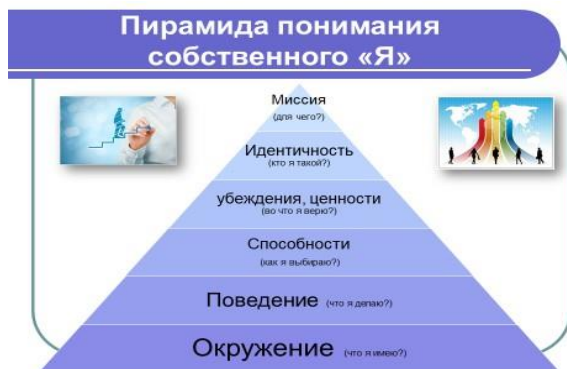 Пирамида понимания
собственного «Я»
Миссия
(для чего?)
Идентичность
(кто я такой?)
убеждения, ценности
(во что я верю?)
Способности
(как я выбираю?)
Поведение (что я делаю?)
Окружение (что я имею?)